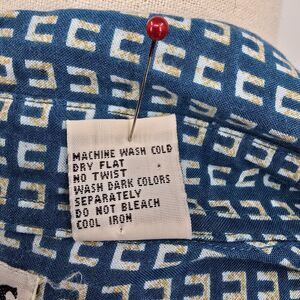 MACHINE WASH COLD
DRY FLAT
NO TWIST
WASH DARK COLORS
SEPARATELY
DO NOT BLEACH
COOL IRON